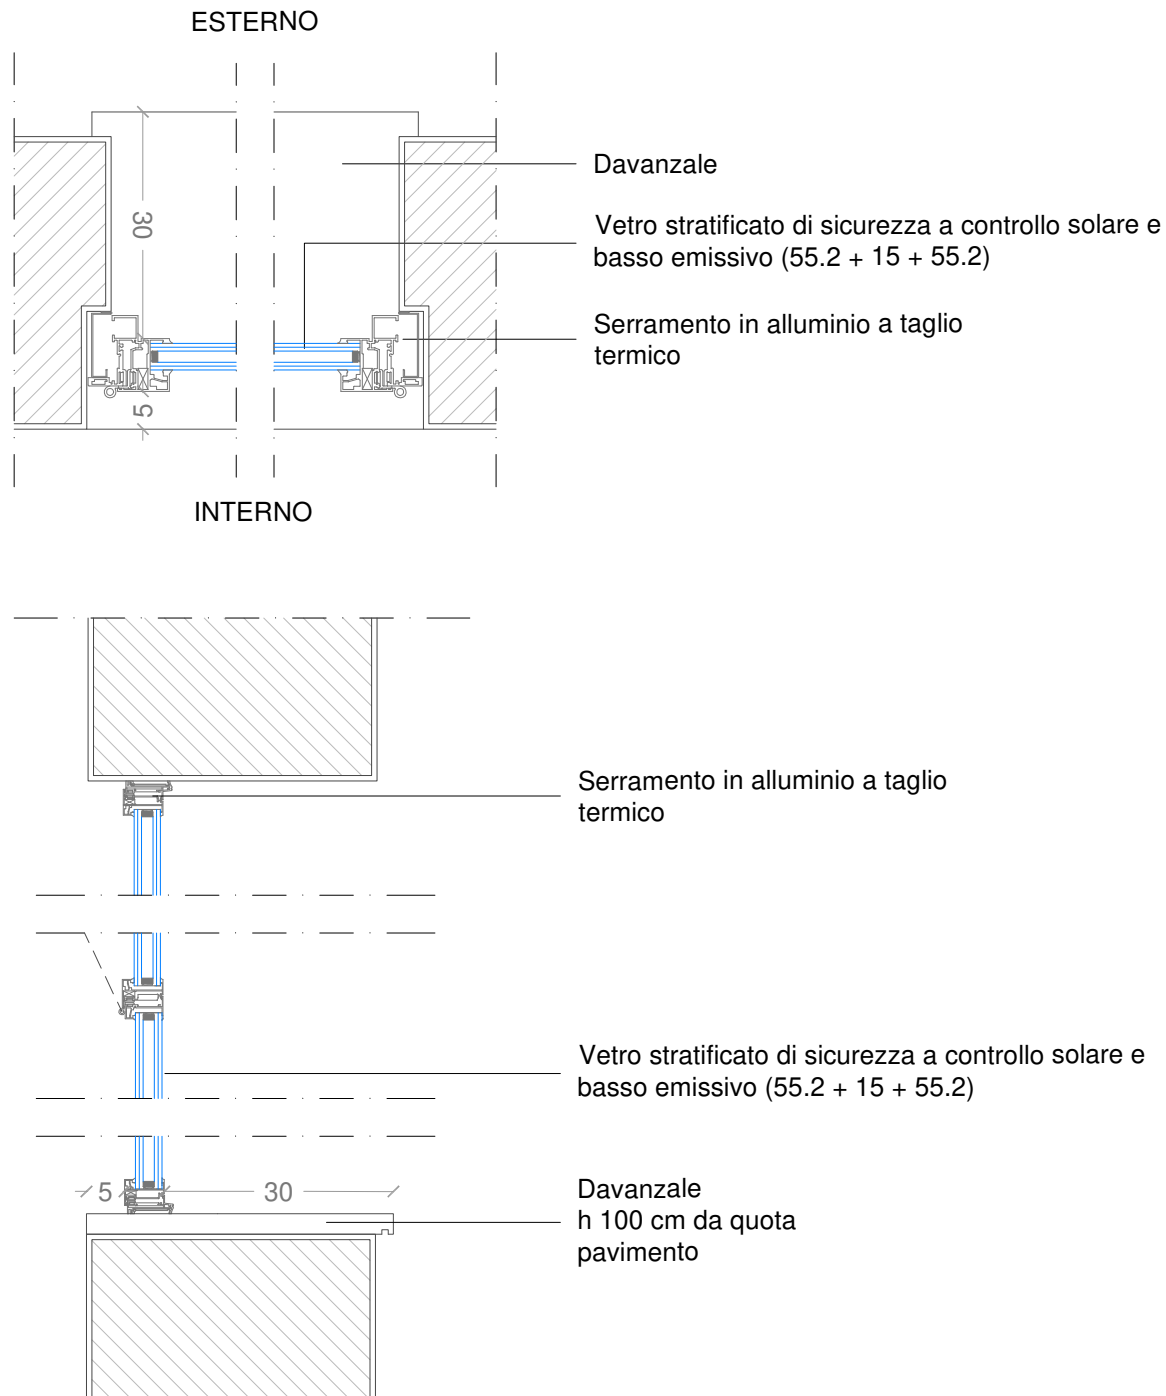 ESTERNO
30
5
Davanzale
Vetro stratificato di sicurezza a controllo solare e
basso emissivo (55.2 + 15 + 55.2)
Serramento in alluminio a taglio
termico
INTERNO
Serramento in alluminio a taglio
termico
Vetro stratificato di sicurezza a controllo solare e
basso emissivo (55.2 + 15 + 55.2)
5
30
Davanzale
h 100 cm da quota
pavimento